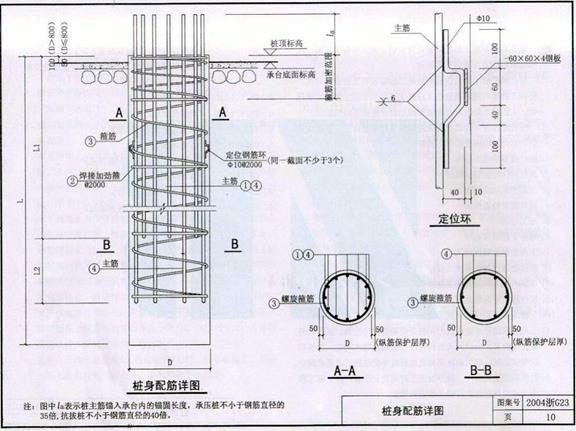 100(D>800)
50(D≤800)
la
箍筋加密范围
桩顶标高
承台底面标高
A
A
③ 箍筋
定位钢筋环
Φ10@2000(同一截面不少于3个)
② 焊接加劲箍
@2000
主筋
①④
B
B
主筋
④
L
L1
L2
D
桩身配筋详图
主筋
Φ10
-60×60×4钢板
6
100
60
40
100
40
10
定位环
①④
③ 螺旋箍筋
50
D
50
(纵筋保护层厚)
A-A
④
③ 螺旋箍筋
50
D
50
(纵筋保护层厚)
B-B
注: 图中la表示桩主筋锚入承台内的锚固长度, 承压桩不小于钢筋直径的
35倍, 抗拔桩不小于钢筋直径的40倍.
桩身配筋详图
图集号
2004浙G23
页
10